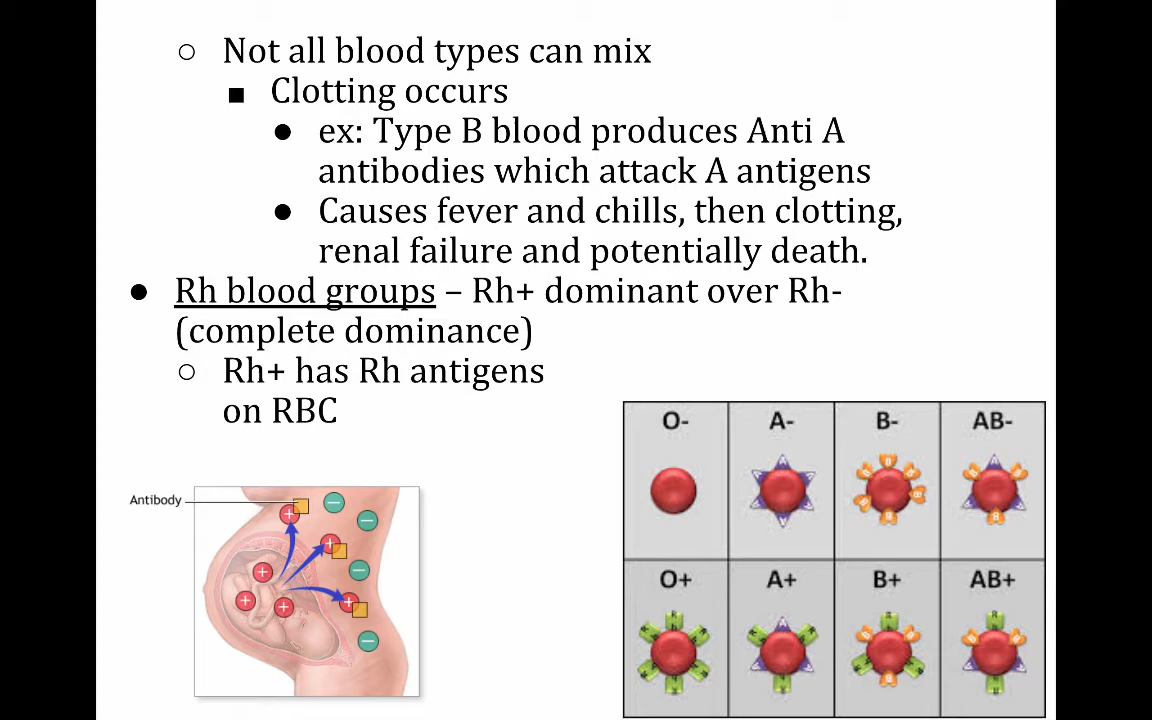 ○ Not all blood types can mix
■ Clotting occurs
● ex: Type B blood produces Anti A
antibodies which attack A antigens
● Causes fever and chills, then clotting,
renal failure and potentially death.
● Rh blood groups – Rh+ dominant over Rh-
(complete dominance)
○ Rh+ has Rh antigens
on RBC
O- A- B- AB-
Antibody
O+ A+ B+ AB+